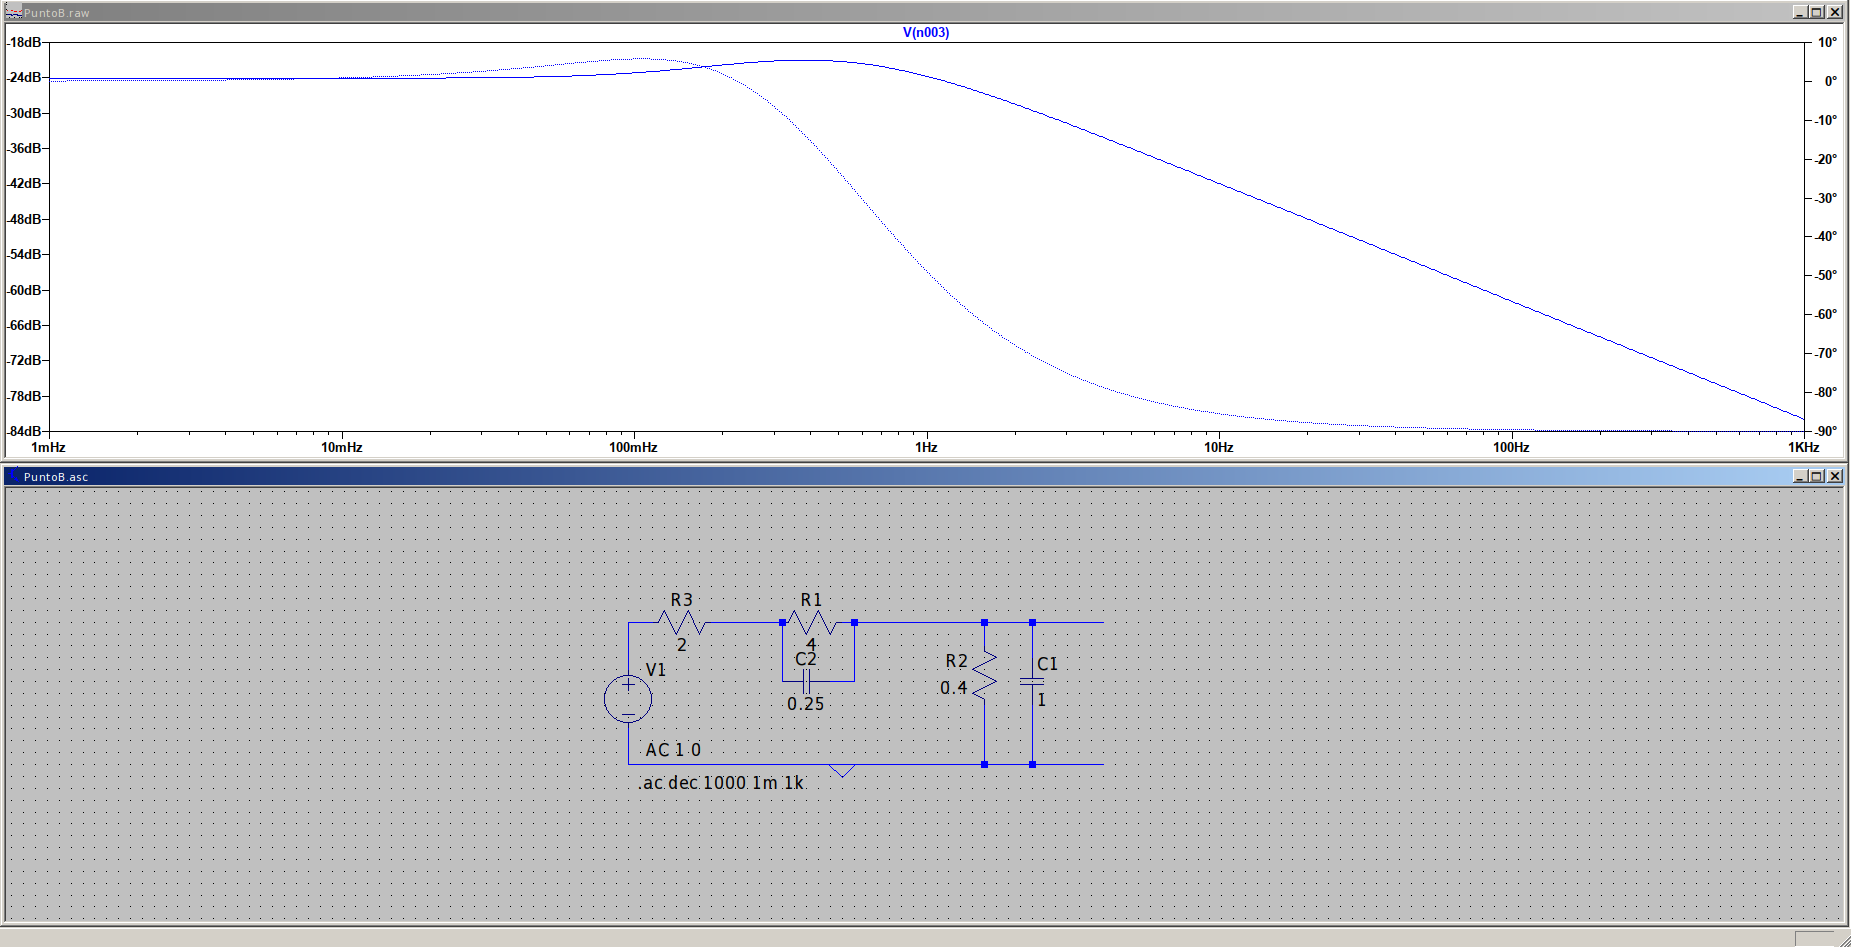 PuntoB.raw
V(n003)
-18dB
-24dB
-30dB
-36dB
-42dB
-48dB
-54dB
-60dB
-66dB
-72dB
-78dB
-84dB
10°
0°
-10°
-20°
-30°
-40°
-50°
-60°
-70°
-80°
-90°
1mHz 10mHz 100mHz 1Hz 10Hz 100Hz 1KHz
PuntoB.asc
R3 R1
2 4
C2
0.25
V1
R2 C1
0.4 1
AC 1 0
.ac dec 1000 1m 1k